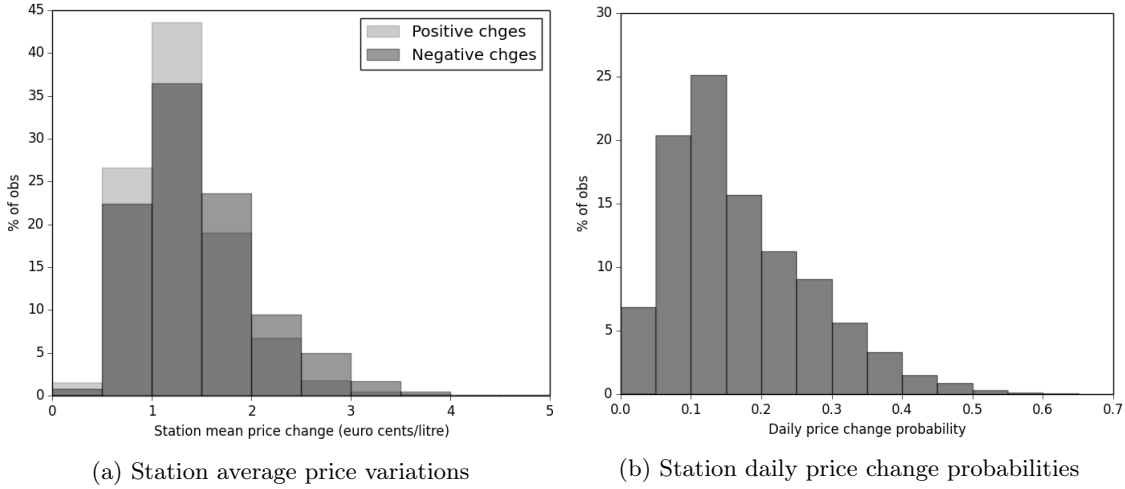 45
40
35
30
25
20
15
10
5
0
% of obs
Positive chges
Negative chges
0 1 2 3 4 5
Station mean price change (euro cents/litre)
(a) Station average price variations
30
25
20
15
10
5
0
% of obs
0.0 0.1 0.2 0.3 0.4 0.5 0.6 0.7
Daily price change probability
(b) Station daily price change probabilities